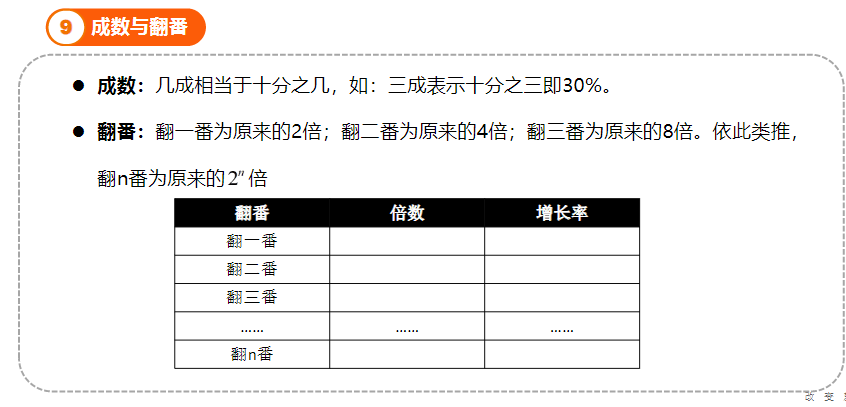 9 成数与翻番
● 成数：几成相当于十分之几，如：三成表示十分之三即30%。
● 翻番：翻一番为原来的2倍；翻二番为原来的4倍；翻三番为原来的8倍。依此类推，
翻n番为原来的2ⁿ倍
翻番 倍数 增长率
翻一番
翻二番
翻三番
…… …… ……
翻n番